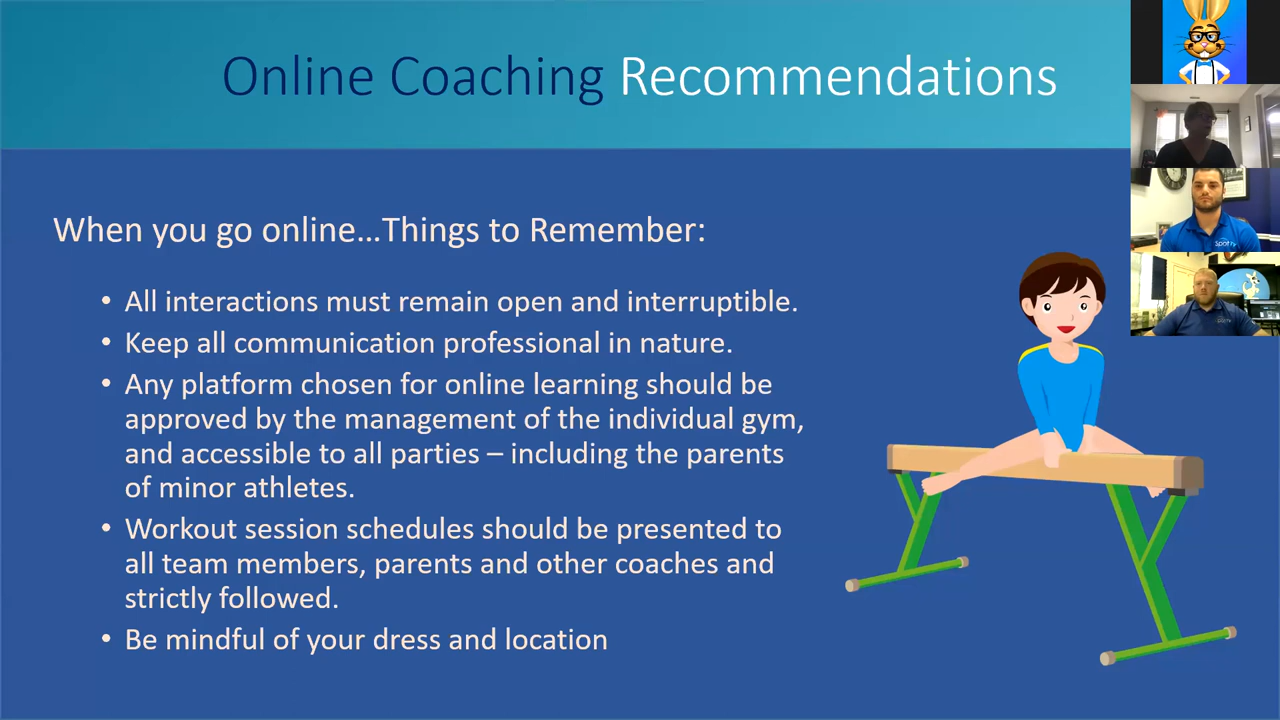 Online Coaching Recommendations
When you go online...Things to Remember:
• All interactions must remain open and interruptible.
• Keep all communication professional in nature.
• Any platform chosen for online learning should be
approved by the management of the individual gym,
and accessible to all parties – including the parents
of minor athletes.
• Workout session schedules should be presented to
all team members, parents and other coaches and
strictly followed.
• Be mindful of your dress and location